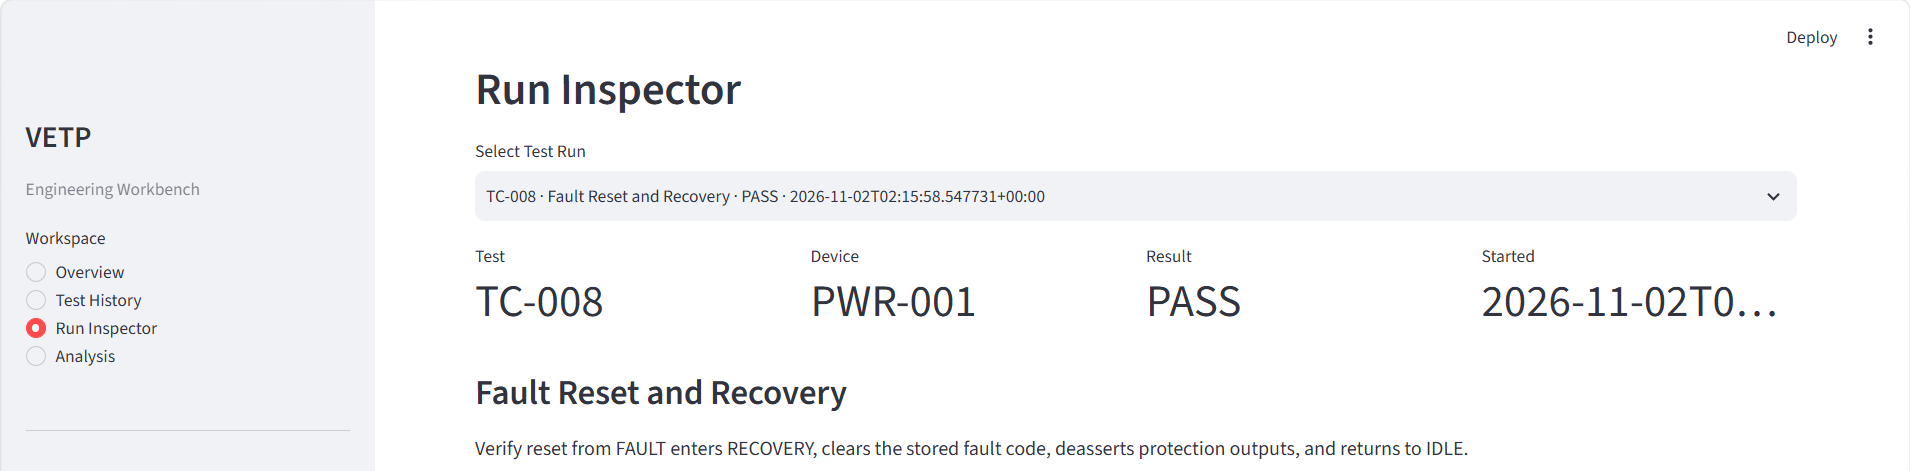 Deploy
VETP
Engineering Workbench
Workspace
Overview
Test History
Run Inspector
Analysis
Run Inspector
Select Test Run
TC-008 · Fault Reset and Recovery · PASS · 2026-11-02T02:15:58.547731+00:00
Test
TC-008
Device
PWR-001
Result
PASS
Started
2026-11-02T0...
Fault Reset and Recovery
Verify reset from FAULT enters RECOVERY, clears the stored fault code, deasserts protection outputs, and returns to IDLE.